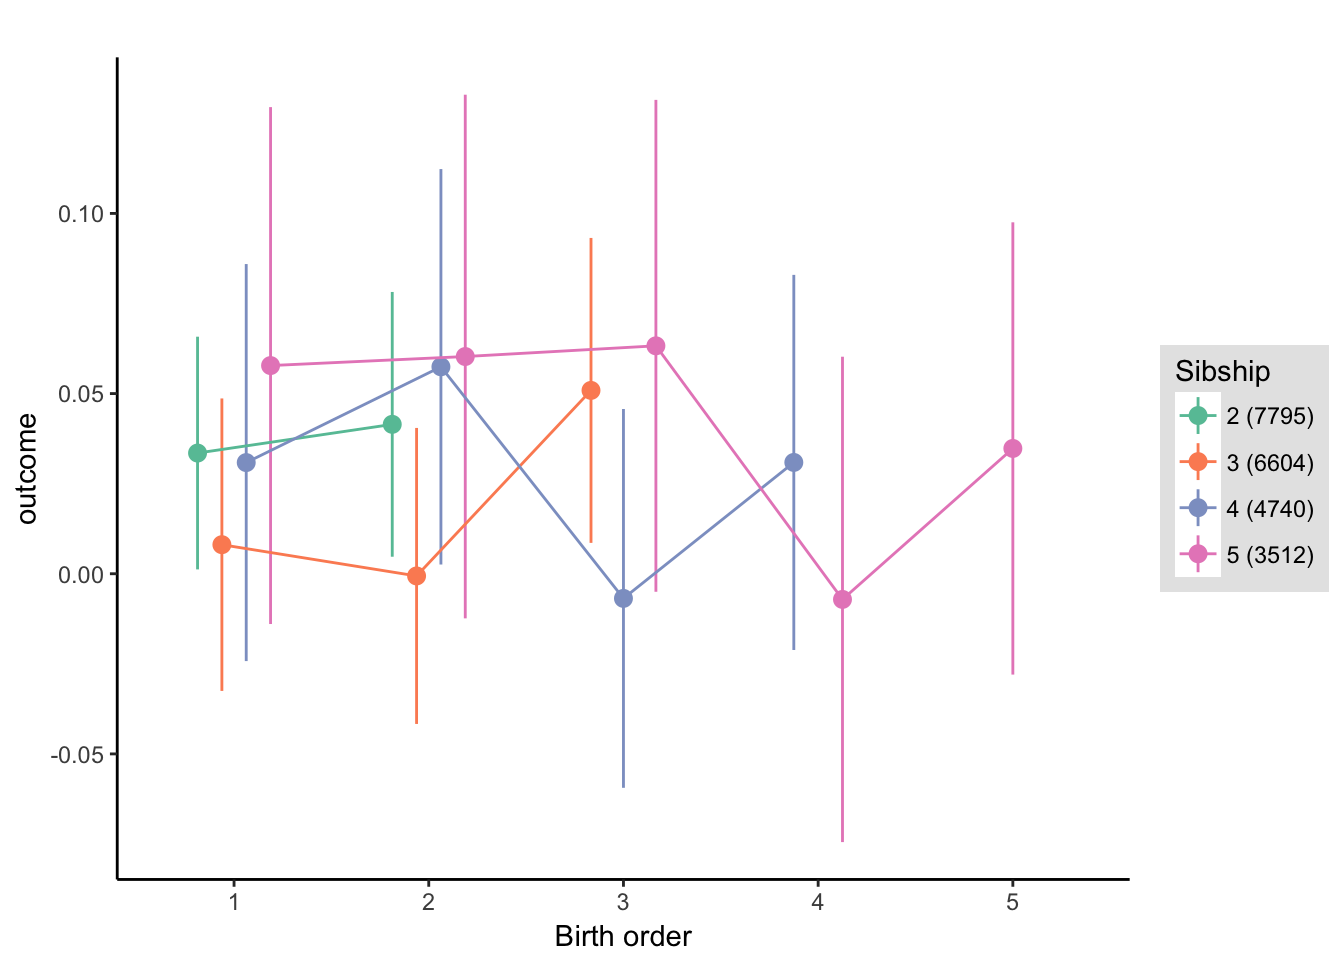 0.10
0.05
0.00
-0.05
outcome
1 2 3 4 5
Birth order
Sibship
2 (7795)
3 (6604)
4 (4740)
5 (3512)